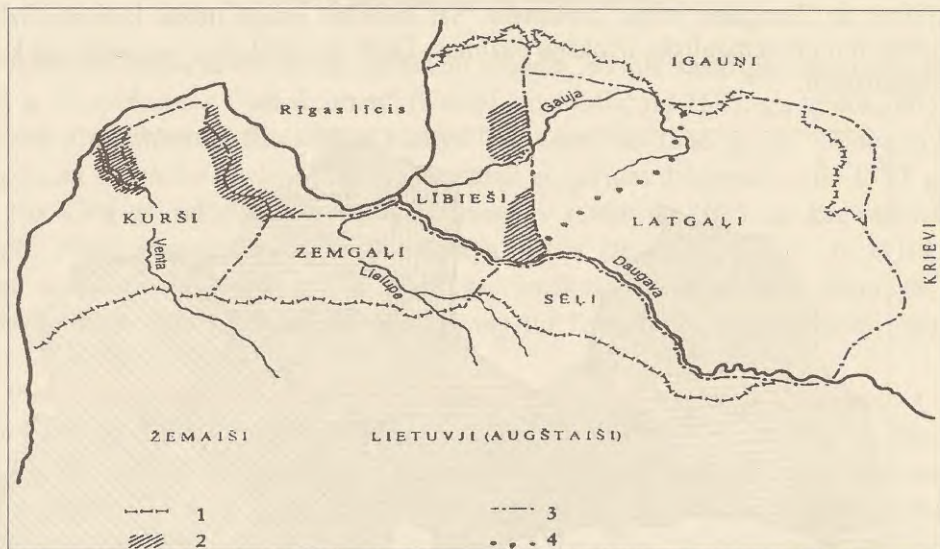 IGAUŅI
Rīgas līcis
Gauja
LĪBIEŠI
KURŠI
LATGAĻI
KRIEVI
ZEMGAĻI
Venta
Lielupe
Daugava
SĒĻI
ŽEMAIŠI
LIETUVJI (AUGŠTAIŠI)
1
3
2
4